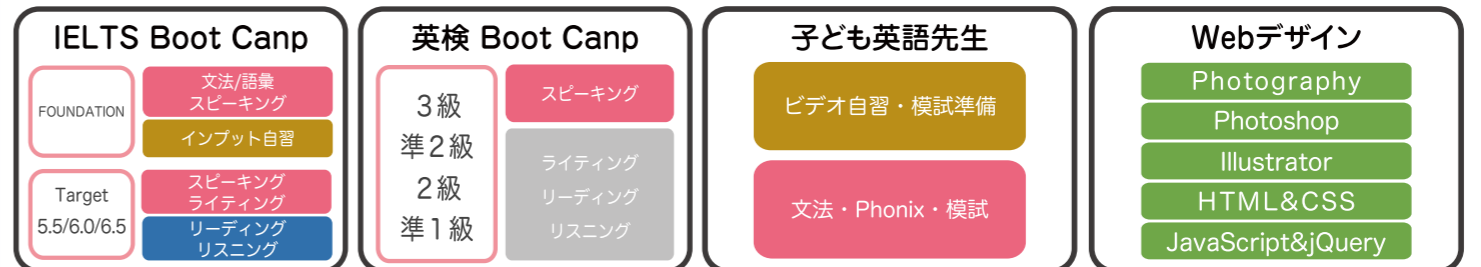 IELTS Boot Canp
FOUNDATION
文法/語彙
スピーキング
インプット自習
Target
5.5/6.0/6.5
スピーキング
ライティング
リーディング
リスニング
英検 Boot Canp
3級
準2級
2級
準1級
スピーキング
ライティング
リーディング
リスニング
子ども英語先生
ビデオ自習・模試準備
文法・Phonix・模試
Webデザイン
Photography
Photoshop
Illustrator
HTML&CSS
JavaScript&jQuery